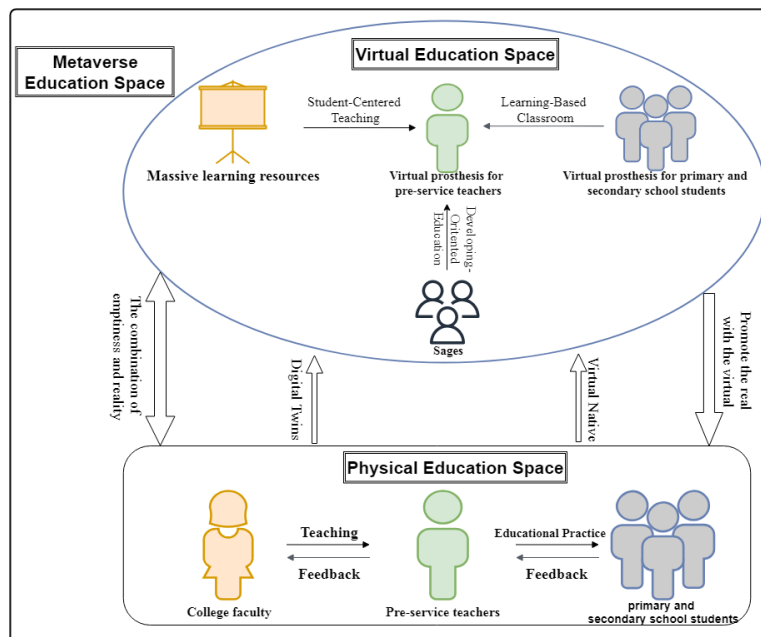 Metaverse
Education Space
Virtual Education Space
Student-Centered
Teaching
Learning-Based
Classroom
Massive learning resources
Virtual prosthesis for
pre-service teachers
Virtual prosthesis for primary and
secondary school students
Developing-
Oritented
Education
Sages
The combination of
emptiness and reality
Digital Twins
Virtual Native
Promote the real
with the virtual
Physical Education Space
Teaching
Feedback
Educational Practice
Feedback
College faculty
Pre-service teachers
primary and
secondary school students